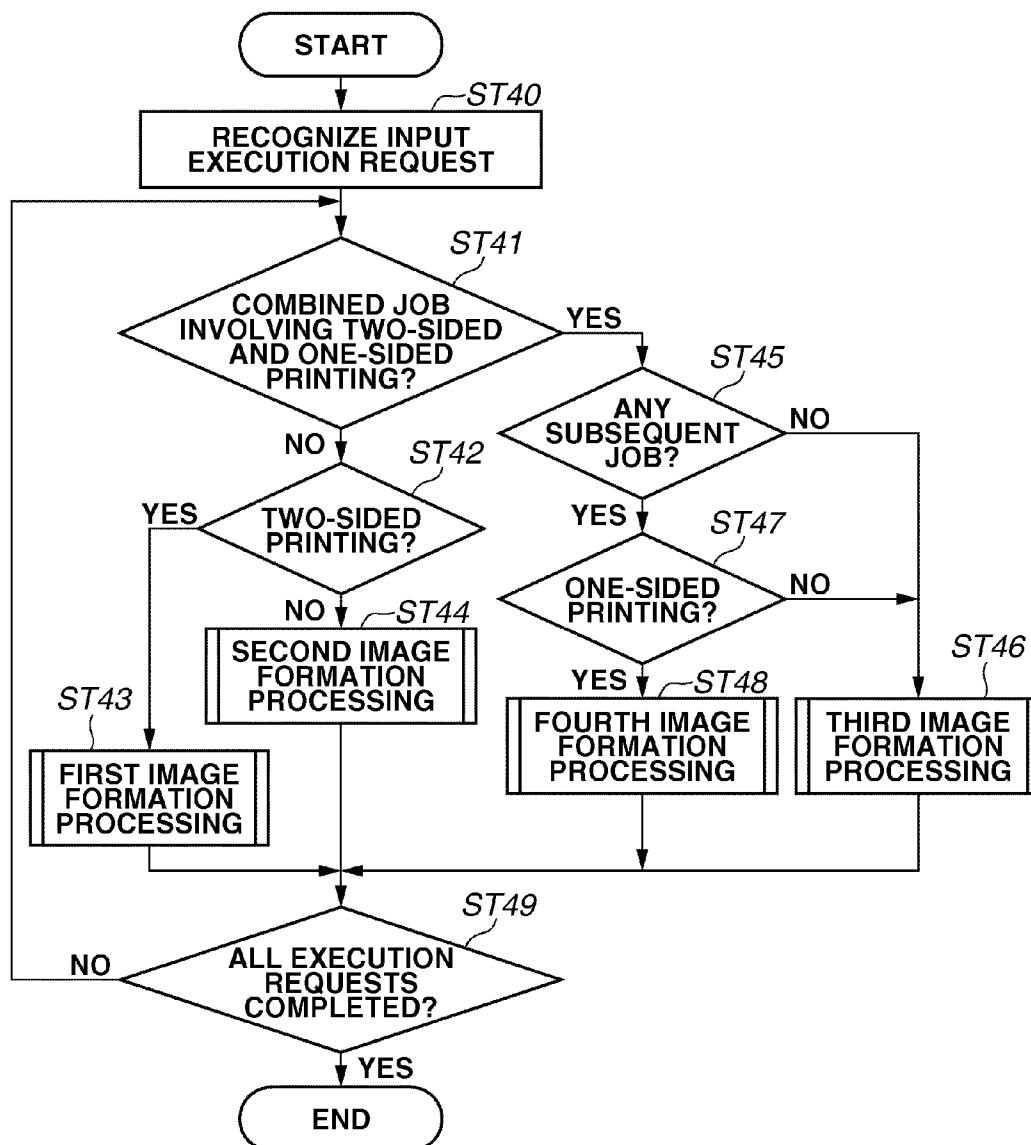 START
ST40
RECOGNIZE INPUT
EXECUTION REQUEST
ST41
COMBINED JOB
INVOLVING TWO-SIDED
AND ONE-SIDED
PRINTING?
YES
NO
ST45
ANY
SUBSEQUENT
JOB?
NO
YES
ST42
TWO-SIDED
PRINTING?
YES
NO
ST47
ONE-SIDED
PRINTING?
NO
YES
ST44
SECOND IMAGE
FORMATION
PROCESSING
ST43
FIRST IMAGE
FORMATION
PROCESSING
ST48
FOURTH IMAGE
FORMATION
PROCESSING
ST46
THIRD IMAGE
FORMATION
PROCESSING
ST49
ALL EXECUTION
REQUESTS
COMPLETED?
NO
YES
END